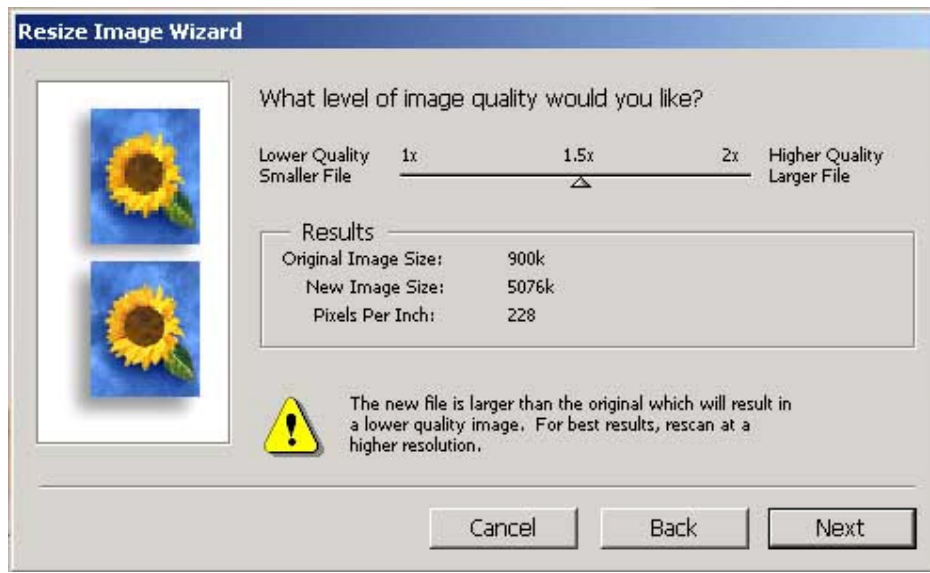 Resize Image Wizard
What level of image quality would you like?
Lower Quality 1x 1.5x 2x Higher Quality
Smaller File Larger File
Results
Original Image Size: 900k
New Image Size: 5076k
Pixels Per Inch: 228
The new file is larger than the original which will result in
a lower quality image. For best results, rescan at a
higher resolution.
Cancel Back Next